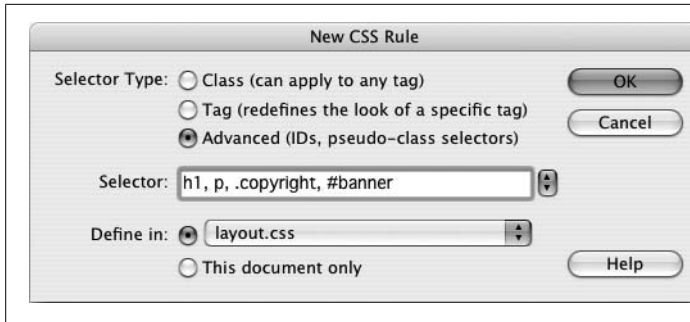 New CSS Rule
Selector Type: Class (can apply to any tag) OK
Tag (redefines the look of a specific tag)
Advanced (IDs, pseudo-class selectors) Cancel
Selector: h1, p, .copyright, #banner
Define in: layout.css
This document only Help